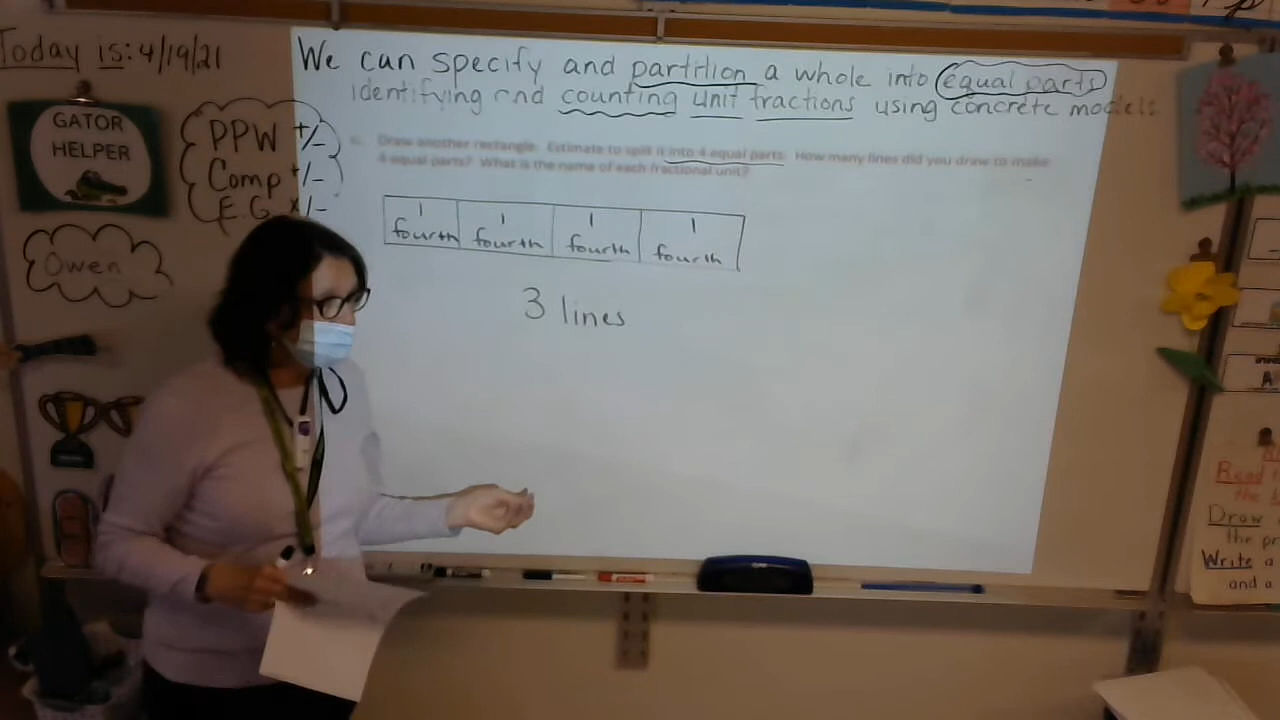 Today is: 4/19/21
We can specify and partition a whole into equal parts
identifying and counting unit fractions using concrete models
GATOR
HELPER
PPW +/-
Comp +/-
E.G. +/-
Owen
Draw another rectangle. Estimate to split it into 4 equal parts. How many lines did you draw to make
4 equal parts? What is the name of each fractional unit?
1 1 1 1
fourth fourth fourth fourth
3 lines
Read
the
Draw
the
Write a
and a